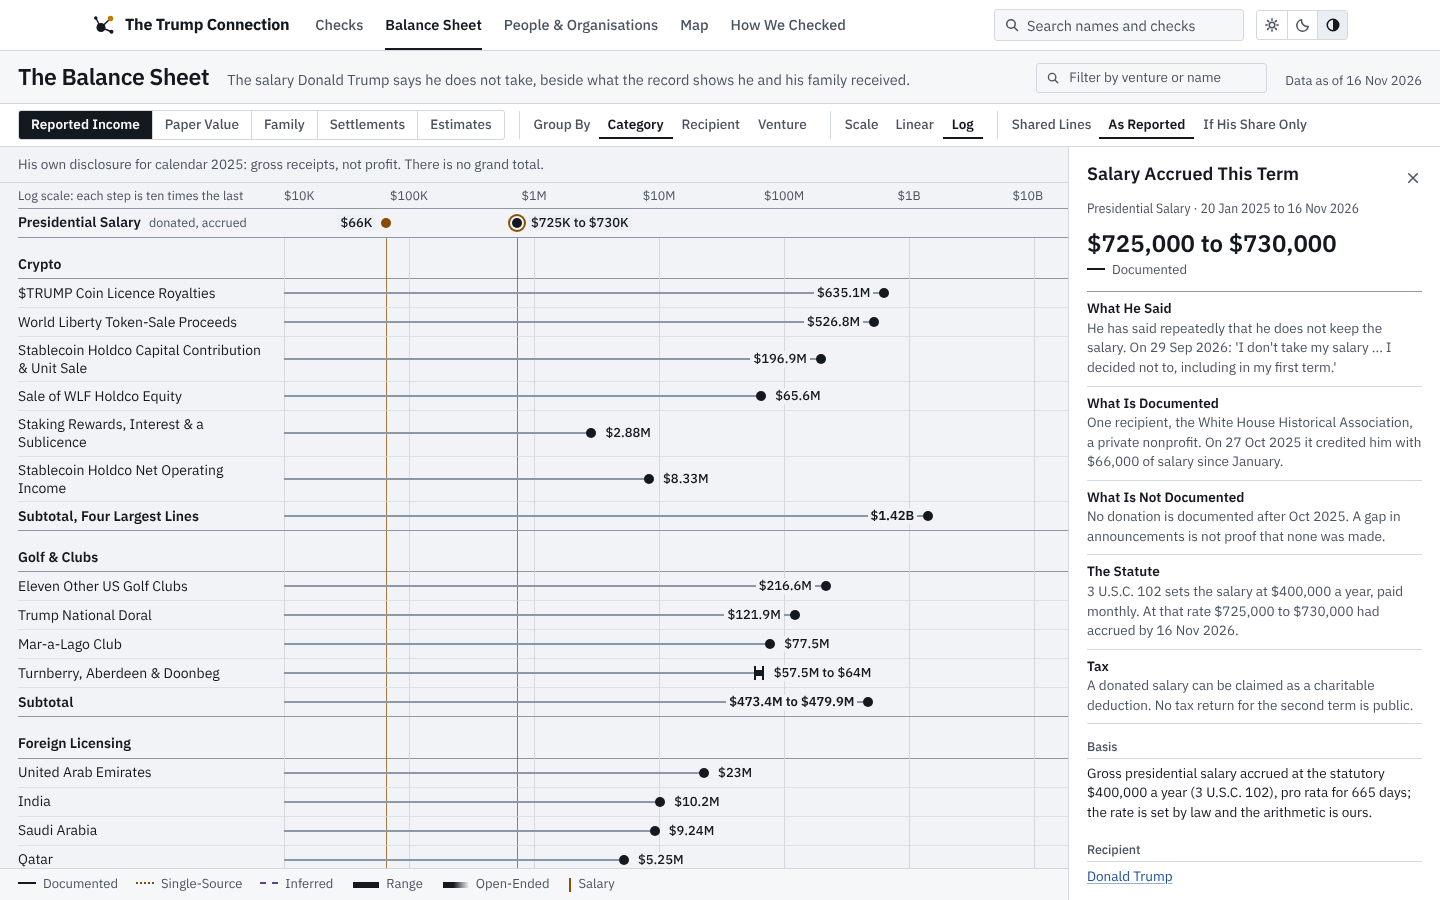 The Trump Connection
Checks
Balance Sheet
People & Organisations
Map
How We Checked
Search names and checks
The Balance Sheet
The salary Donald Trump says he does not take, beside what the record shows he and his family received.
Filter by venture or name
Data as of 16 Nov 2026
Reported Income
Paper Value
Family
Settlements
Estimates
Group By
Category
Recipient
Venture
Scale
Linear
Log
Shared Lines
As Reported
If His Share Only
His own disclosure for calendar 2025: gross receipts, not profit. There is no grand total.
Log scale: each step is ten times the last
$10K
$100K
$1M
$10M
$100M
$1B
$10B
Presidential Salary donated, accrued
$66K
$725K to $730K
Crypto
$TRUMP Coin Licence Royalties
$635.1M
World Liberty Token-Sale Proceeds
$526.8M
Stablecoin Holdco Capital Contribution
& Unit Sale
$196.9M
Sale of WLF Holdco Equity
$65.6M
Staking Rewards, Interest & a
Sublicence
$2.88M
Stablecoin Holdco Net Operating
Income
$8.33M
Subtotal, Four Largest Lines
$1.42B
Golf & Clubs
Eleven Other US Golf Clubs
$216.6M
Trump National Doral
$121.9M
Mar-a-Lago Club
$77.5M
Turnberry, Aberdeen & Doonbeg
$57.5M to $64M
Subtotal
$473.4M to $479.9M
Foreign Licensing
United Arab Emirates
$23M
India
$10.2M
Saudi Arabia
$9.24M
Qatar
$5.25M
Documented
Single-Source
Inferred
Range
Open-Ended
Salary
Salary Accrued This Term
Presidential Salary · 20 Jan 2025 to 16 Nov 2026
$725,000 to $730,000
Documented
What He Said
He has said repeatedly that he does not keep the
salary. On 29 Sep 2026: 'I don't take my salary ... I
decided not to, including in my first term.'
What Is Documented
One recipient, the White House Historical Association,
a private nonprofit. On 27 Oct 2025 it credited him with
$66,000 of salary since January.
What Is Not Documented
No donation is documented after Oct 2025. A gap in
announcements is not proof that none was made.
The Statute
3 U.S.C. 102 sets the salary at $400,000 a year, paid
monthly. At that rate $725,000 to $730,000 had
accrued by 16 Nov 2026.
Tax
A donated salary can be claimed as a charitable
deduction. No tax return for the second term is public.
Basis
Gross presidential salary accrued at the statutory
$400,000 a year (3 U.S.C. 102), pro rata for 665 days;
the rate is set by law and the arithmetic is ours.
Recipient
Donald Trump